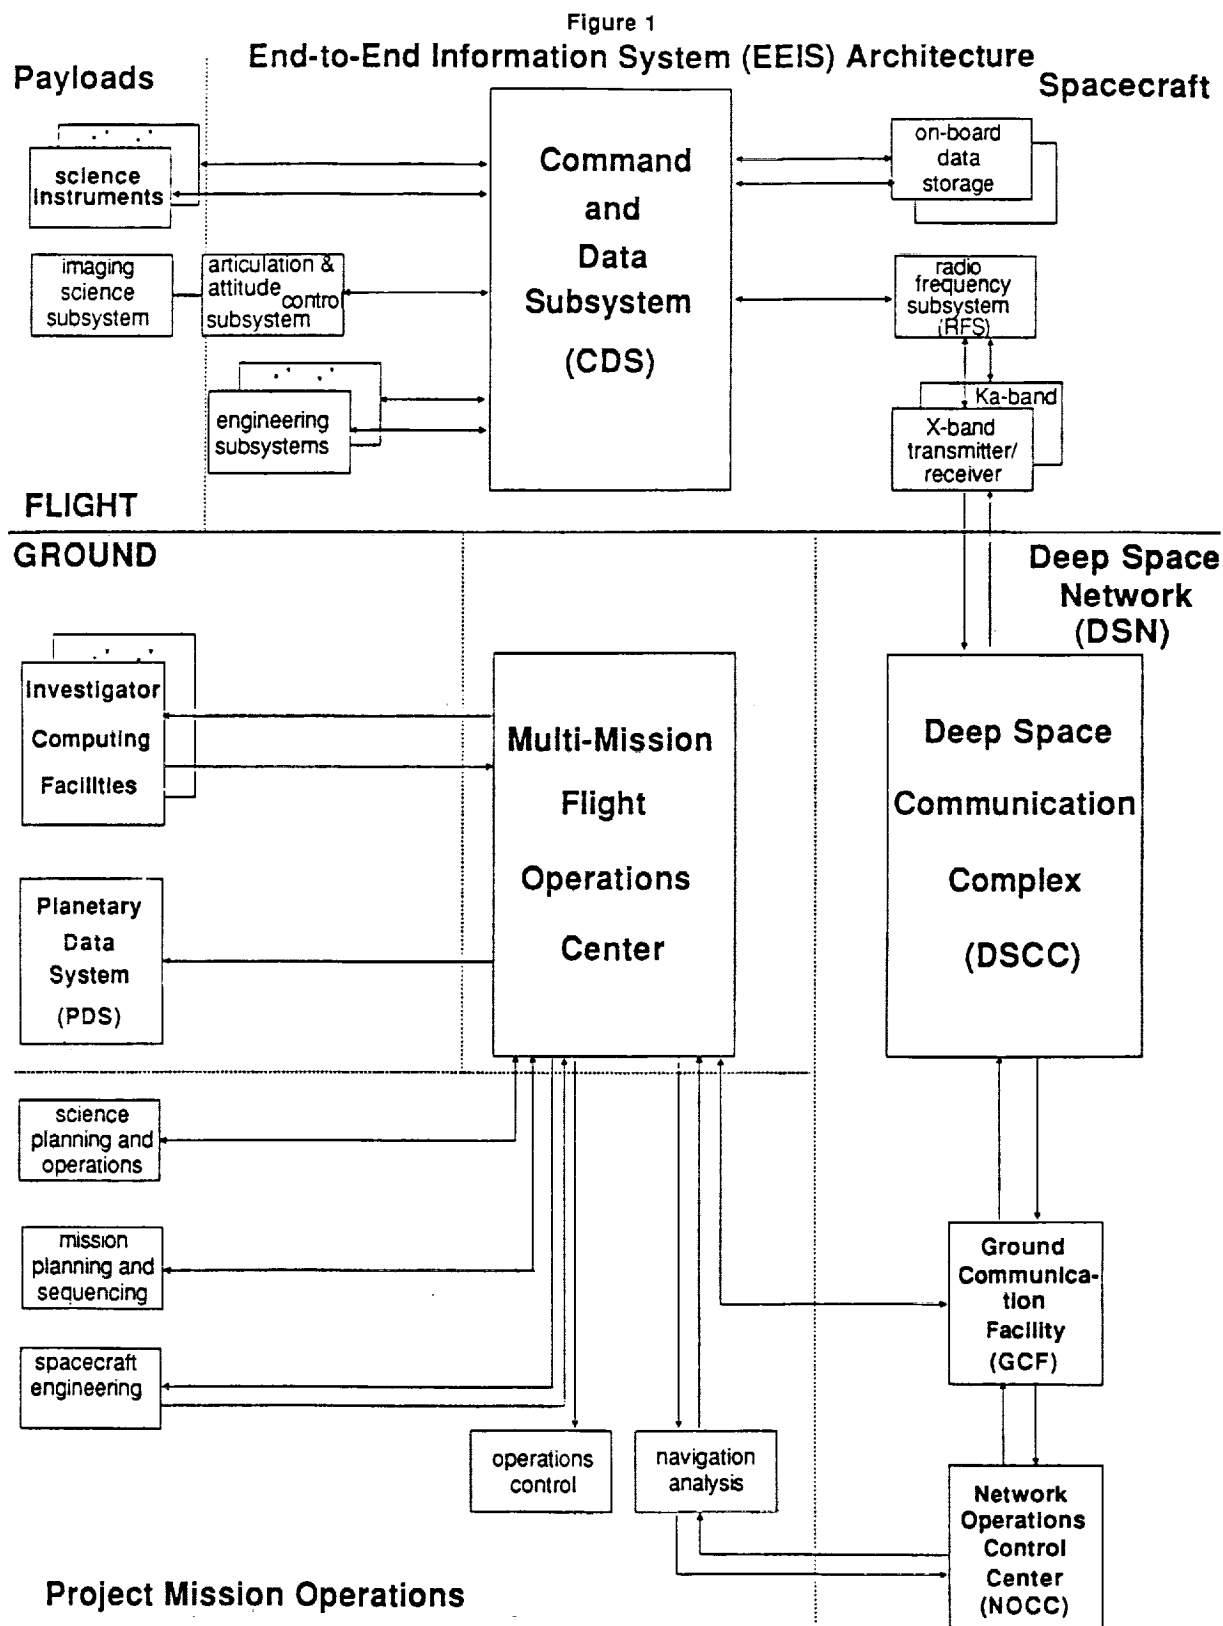 Figure 1
End-to-End Information System (EEIS) Architecture
Payloads
Spacecraft
science
instruments
imaging
science
subsystem
articulation &
attitude
control
subsystem
engineering
subsystems
Command
and
Data
Subsystem
(CDS)
on-board
data
storage
radio
frequency
subsystem
(RFS)
Ka-band
X-band
transmitter/
receiver
FLIGHT
GROUND
Deep Space
Network
(DSN)
Investigator
Computing
Facilities
Planetary
Data
System
(PDS)
Multi-Mission
Flight
Operations
Center
Deep Space
Communication
Complex
(DSCC)
science
planning and
operations
mission
planning and
sequencing
spacecraft
engineering
operations
control
navigation
analysis
Ground
Communica-
tion
Facility
(GCF)
Network
Operations
Control
Center
(NOCC)
Project Mission Operations